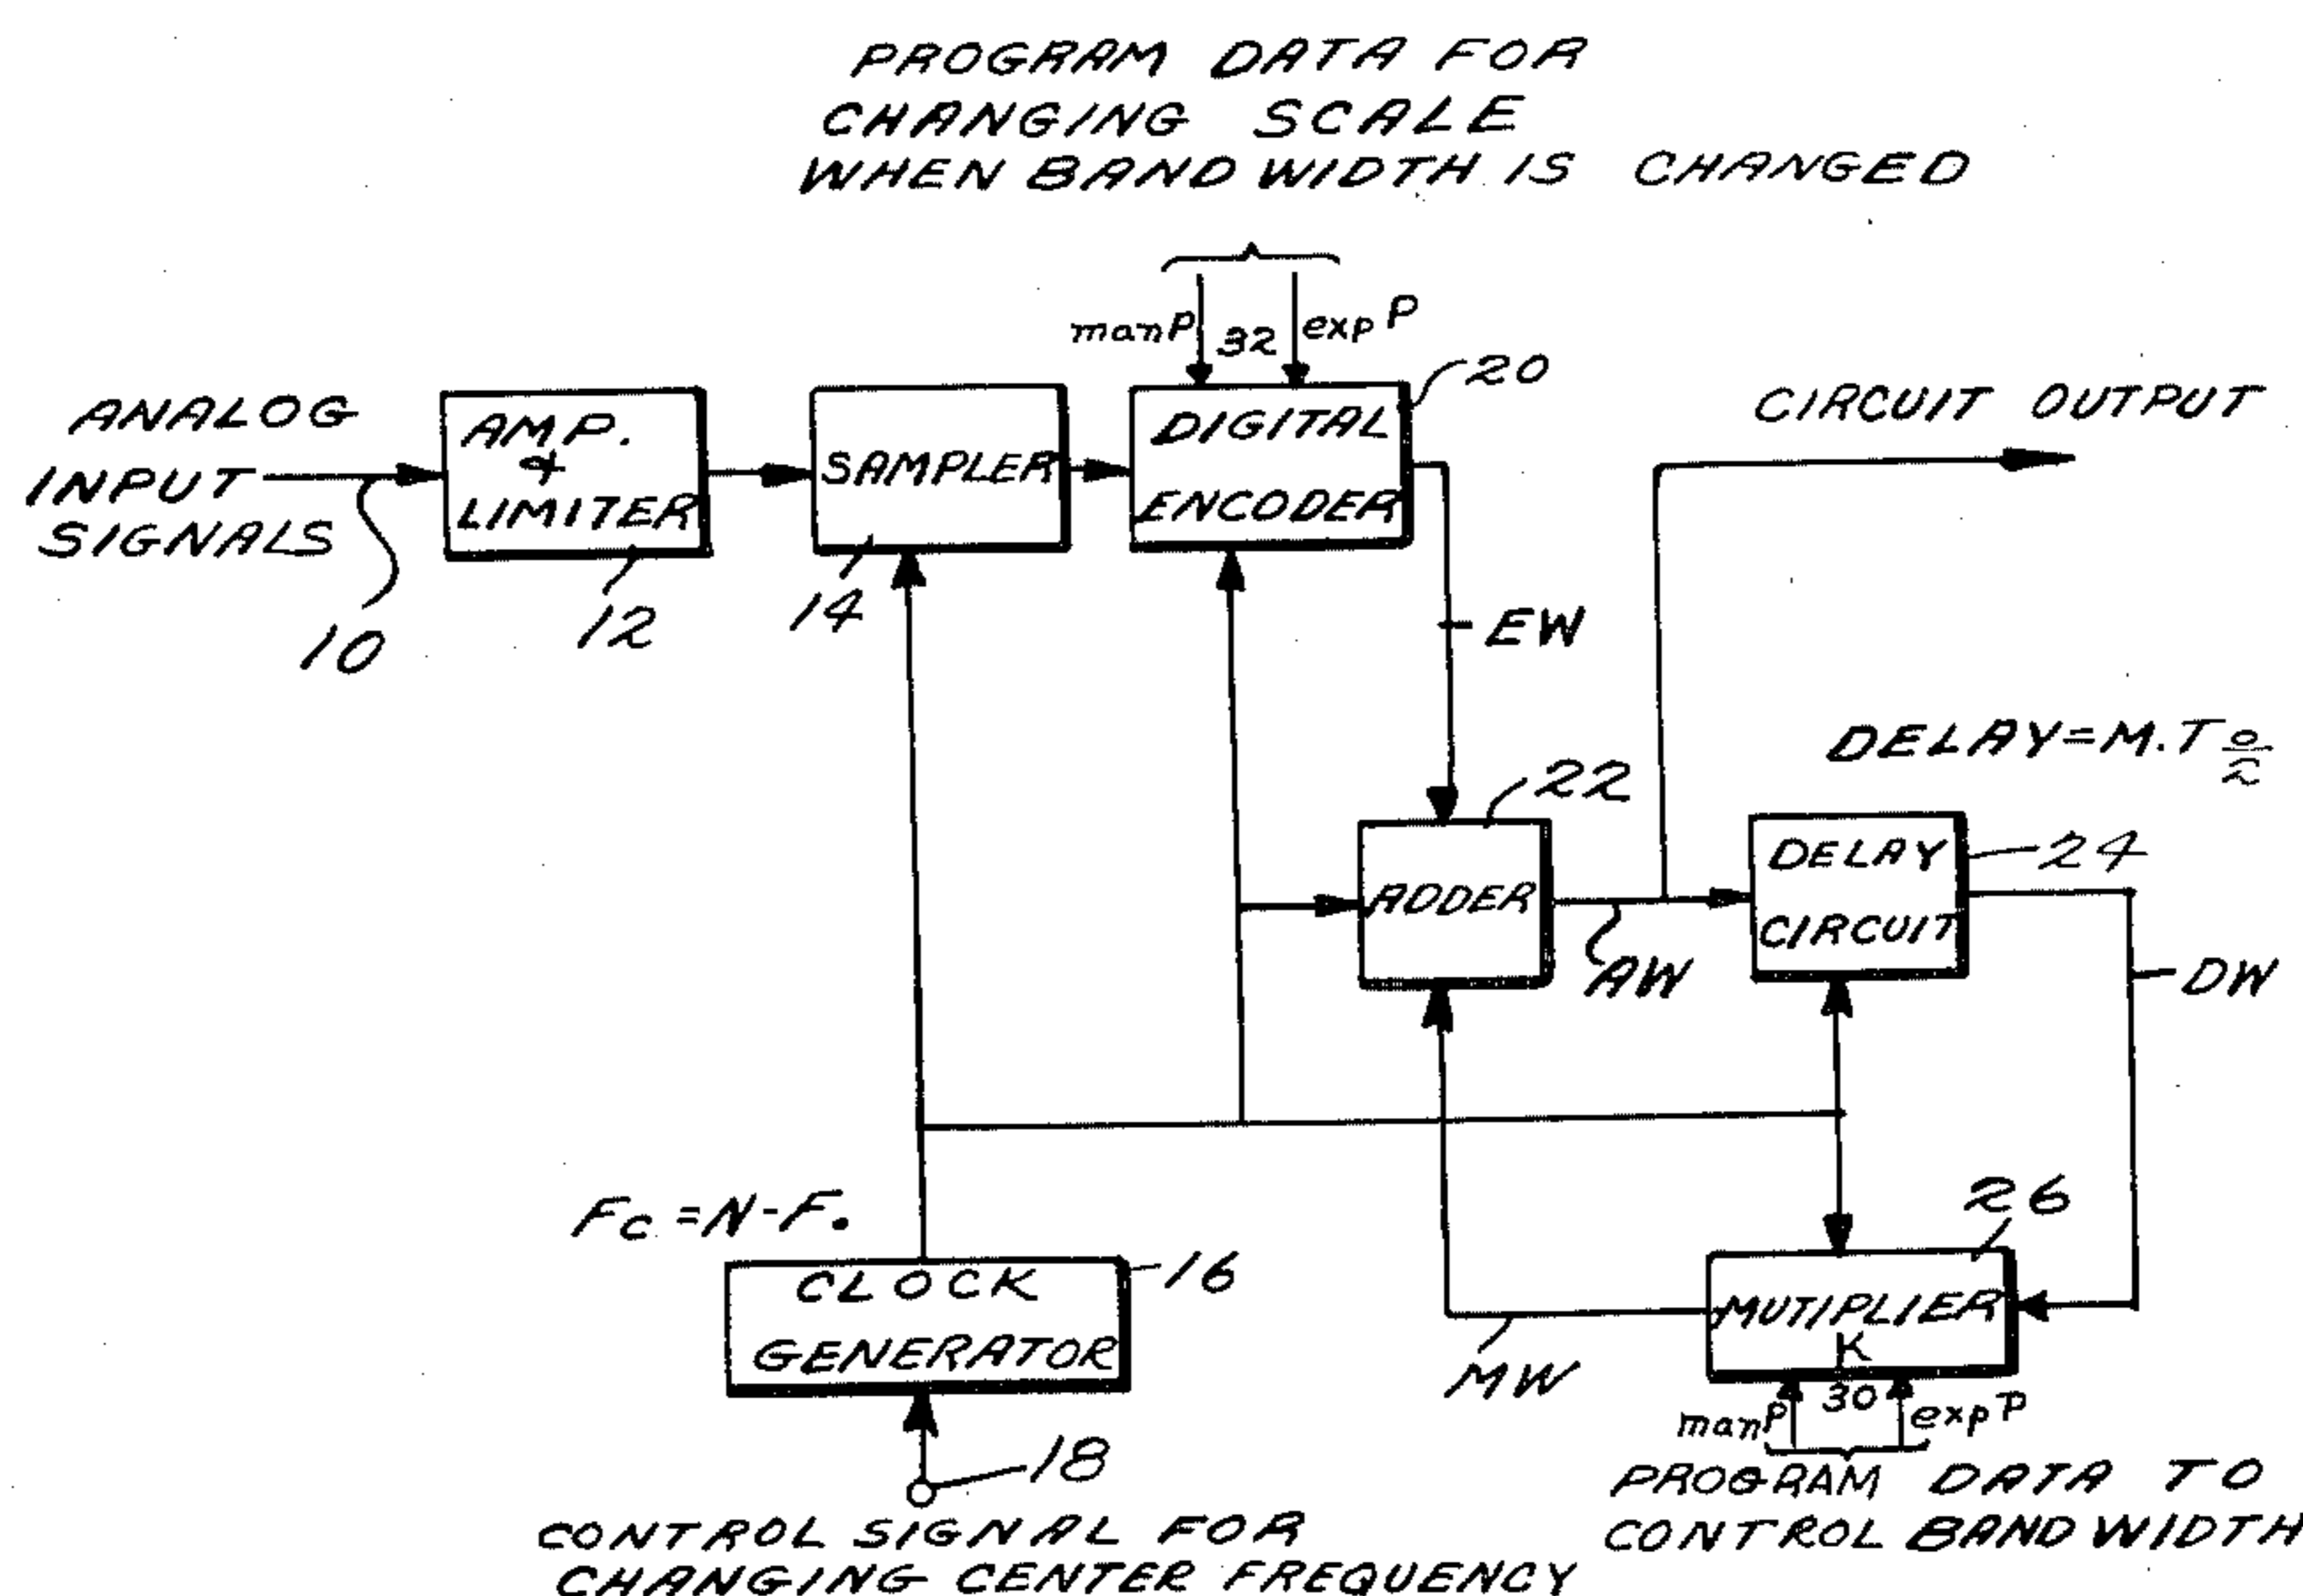 PROGRAM DATA FOR
CHANGING SCALE
WHEN BAND WIDTH IS CHANGED
manP 32 expP
20
ANALOG
INPUT
SIGNALS
10
AMP.
&
LIMITER
12
SAMPLER
14
DIGITAL
ENCODER
EW
CIRCUIT OUTPUT
DELAY=M.T o/2
22
ADDER
AW
DELAY
CIRCUIT
24
DW
Fc=N-F.
CLOCK
GENERATOR
16
18
CONTROL SIGNAL FOR
CHANGING CENTER FREQUENCY
26
MUTIPLIER
K
MW
manP 30 expP
PROGRAM DATA TO
CONTROL BAND WIDTH